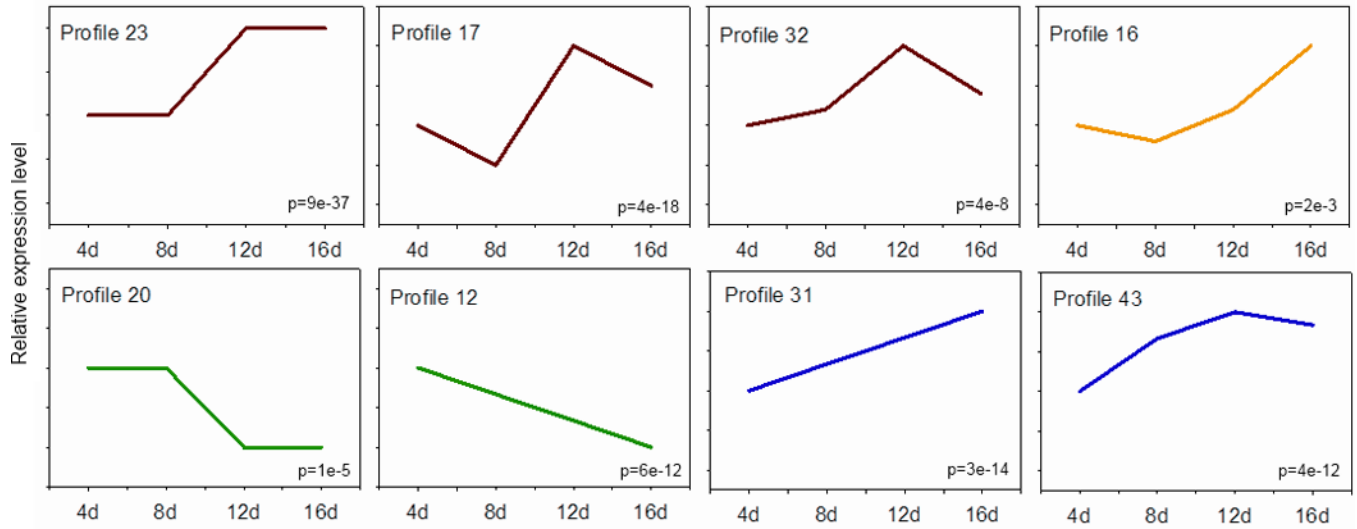 Relative expression level
Profile 23
p=9e-37
4d 8d 12d 16d
Profile 17
p=4e-18
4d 8d 12d 16d
Profile 32
p=4e-8
4d 8d 12d 16d
Profile 16
p=2e-3
4d 8d 12d 16d
Profile 20
p=1e-5
4d 8d 12d 16d
Profile 12
p=6e-12
4d 8d 12d 16d
Profile 31
p=3e-14
4d 8d 12d 16d
Profile 43
p=4e-12
4d 8d 12d 16d